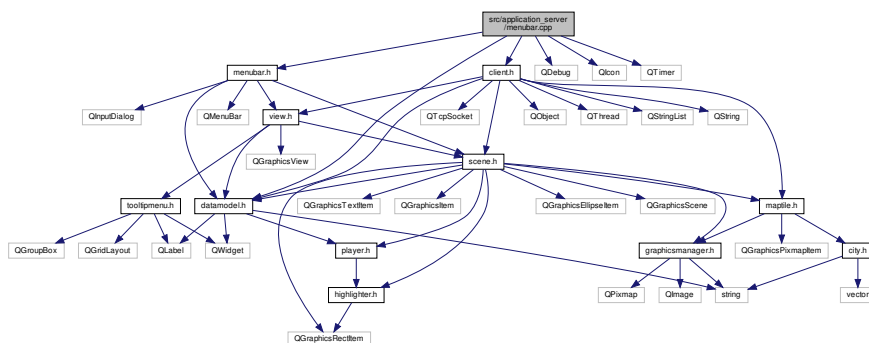 src/application_server
/menubar.cpp
menubar.h
client.h
QDebug
QIcon
QTimer
QInputDialog
QMenuBar
view.h
QTcpSocket
QObject
QThread
QStringList
QString
QGraphicsView
scene.h
tooltipmenu.h
datamodel.h
QGraphicsTextItem
QGraphicsItem
QGraphicsEllipseItem
QGraphicsScene
maptile.h
QGroupBox
QGridLayout
QLabel
QWidget
player.h
graphicsmanager.h
QGraphicsPixmapItem
city.h
highlighter.h
QPixmap
QImage
string
vector
QGraphicsRectItem